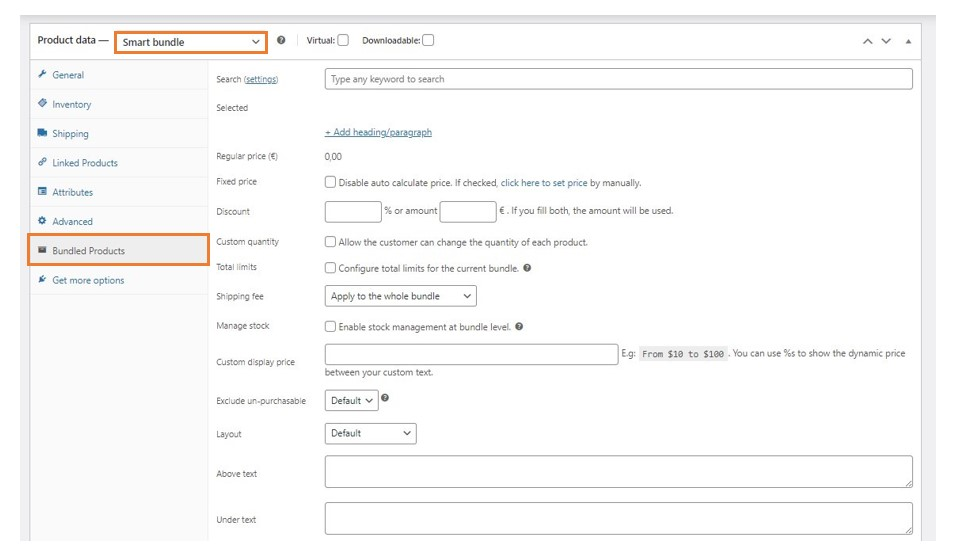 Product data — Smart bundle Virtual: Downloadable:
General
Inventory
Shipping
Linked Products
Attributes
Advanced
Bundled Products
Get more options
Search (settings) Type any keyword to search
Selected
+ Add heading/paragraph
Regular price (€) 0,00
Fixed price Disable auto calculate price. If checked, click here to set price by manually.
Discount % or amount € . If you fill both, the amount will be used.
Custom quantity Allow the customer can change the quantity of each product.
Total limits Configure total limits for the current bundle.
Shipping fee Apply to the whole bundle
Manage stock Enable stock management at bundle level.
Custom display price E.g: From $10 to $100 . You can use %s to show the dynamic price
between your custom text.
Exclude un-purchasable Default
Layout Default
Above text
Under text